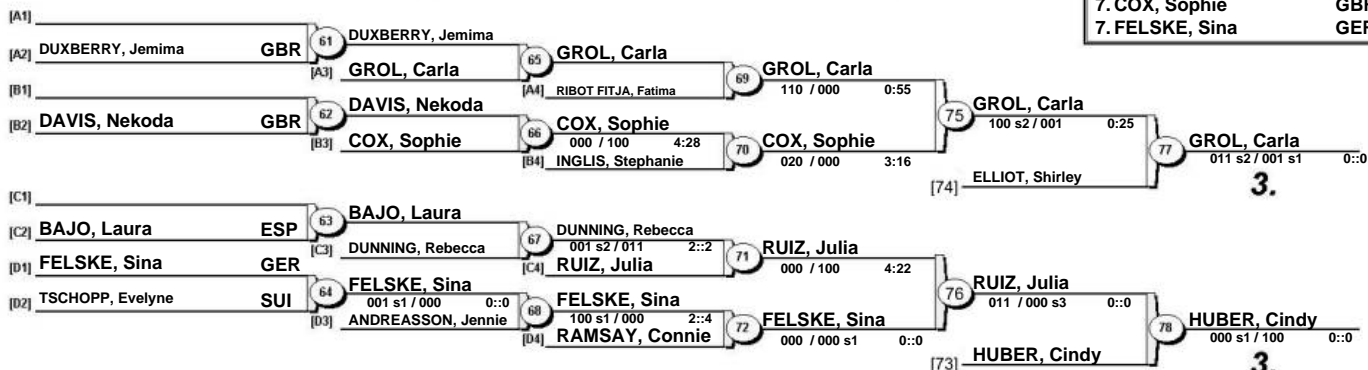 7. COX, Sophie GBR
7. FELSKE, Sina GER
[A1]
[A2] DUXBERRY, Jemima GBR 61 DUXBERRY, Jemima
[A3] GROL, Carla 65 GROL, Carla
[A4] RIBOT FITJA, Fatima 69 GROL, Carla
110 / 000 0:55
[B1]
[B2] DAVIS, Nekoda GBR 62 DAVIS, Nekoda
[B3] COX, Sophie 66 COX, Sophie
000 / 100 4:28
[B4] INGLIS, Stephanie 70 COX, Sophie
020 / 000 3:16
75 GROL, Carla
100 s2 / 001 0:25
[74] ELLIOT, Shirley 77 GROL, Carla
011 s2 / 001 s1 0::0
3.
[C1]
[C2] BAJO, Laura ESP 63 BAJO, Laura
[C3] DUNNING, Rebecca 67 DUNNING, Rebecca
001 s2 / 011 2::2
[C4] RUIZ, Julia 71 RUIZ, Julia
000 / 100 4:22
[D1] FELSKE, Sina GER
[D2] TSCHOPP, Evelyne SUI 64 FELSKE, Sina
001 s1 / 000 0::0
[D3] ANDREASSON, Jennie 68 FELSKE, Sina
100 s1 / 000 2::4
[D4] RAMSAY, Connie 72 FELSKE, Sina
000 / 000 s1 0::0
76 RUIZ, Julia
011 / 000 s3 0::0
[73] HUBER, Cindy 78 HUBER, Cindy
000 s1 / 100 0::0
3.